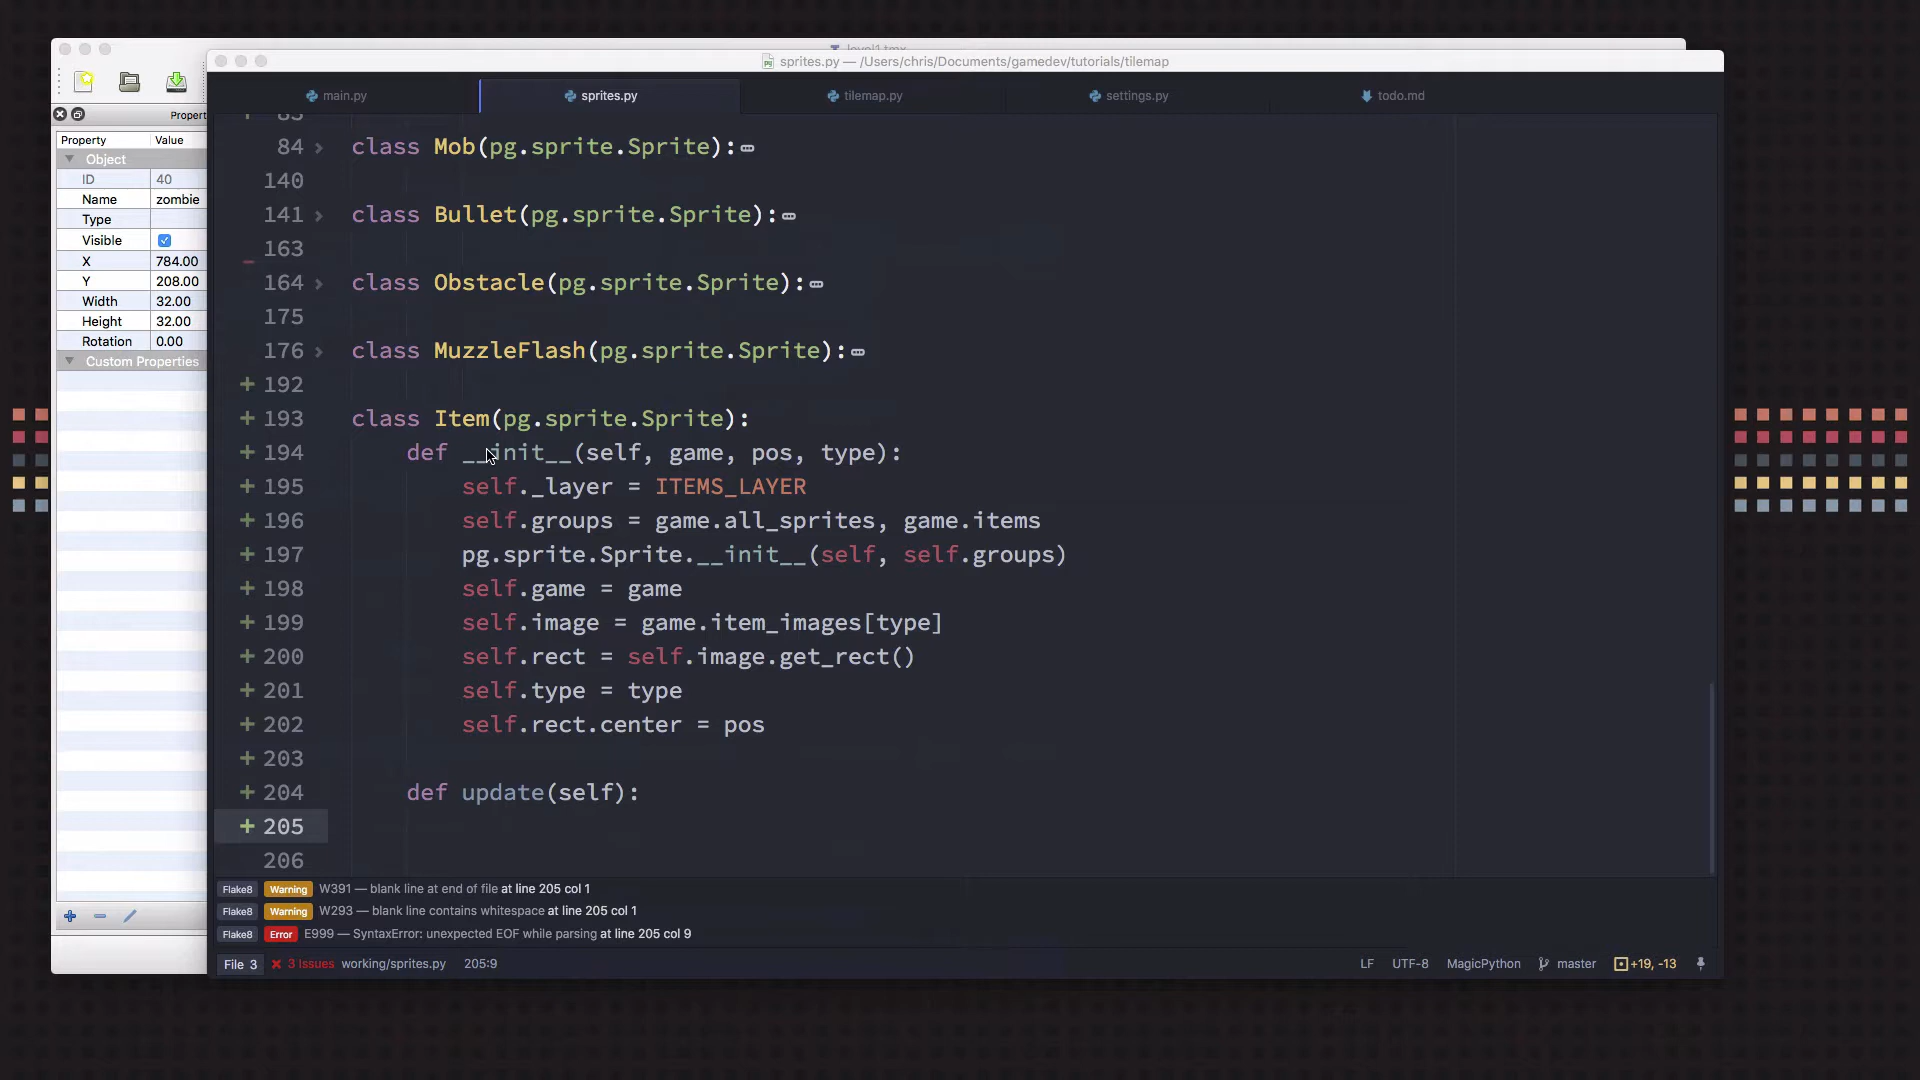 level1.tmx
sprites.py — /Users/chris/Documents/gamedev/tutorials/tilemap
main.py
sprites.py
tilemap.py
settings.py
todo.md
Propert
Property Value
Object
ID 40
Name zombie
Type
Visible
X 784.00
Y 208.00
Width 32.00
Height 32.00
Rotation 0.00
Custom Properties
+ 83
84 class Mob(pg.sprite.Sprite):
140
141 class Bullet(pg.sprite.Sprite):
163
164 class Obstacle(pg.sprite.Sprite):
175
176 class MuzzleFlash(pg.sprite.Sprite):
+ 192
+ 193 class Item(pg.sprite.Sprite):
+ 194 def __init__(self, game, pos, type):
+ 195 self._layer = ITEMS_LAYER
+ 196 self.groups = game.all_sprites, game.items
+ 197 pg.sprite.Sprite.__init__(self, self.groups)
+ 198 self.game = game
+ 199 self.image = game.item_images[type]
+ 200 self.rect = self.image.get_rect()
+ 201 self.type = type
+ 202 self.rect.center = pos
+ 203
+ 204 def update(self):
+ 205
206
Flake8 Warning W391 — blank line at end of file at line 205 col 1
Flake8 Warning W293 — blank line contains whitespace at line 205 col 1
Flake8 Error E999 — SyntaxError: unexpected EOF while parsing at line 205 col 9
File 3 3 Issues working/sprites.py 205:9 LF UTF-8 MagicPython master +19, -13